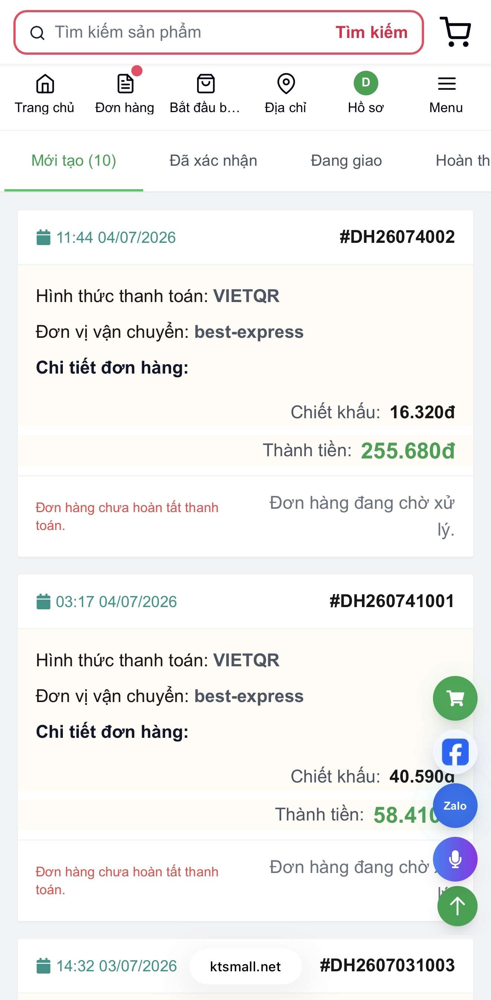 Tìm kiếm sản phẩm Tìm kiếm
Trang chủ Đơn hàng Bắt đầu b... Địa chỉ D Hồ sơ Menu
Mới tạo (10) Đã xác nhận Đang giao Hoàn th
11:44 04/07/2026 #DH26074002
Hình thức thanh toán: VIETQR
Đơn vị vận chuyển: best-express
Chi tiết đơn hàng:
Chiết khấu: 16.320đ
Thành tiền: 255.680đ
Đơn hàng chưa hoàn tất thanh
toán.
Đơn hàng đang chờ xử
lý.
03:17 04/07/2026 #DH260741001
Hình thức thanh toán: VIETQR
Đơn vị vận chuyển: best-express
Chi tiết đơn hàng:
Chiết khấu: 40.590đ
Thành tiền: 58.410
Zalo
Đơn hàng chưa hoàn tất thanh
toán.
Đơn hàng đang chờ
14:32 03/07/2026 ktsmall.net #DH2607031003